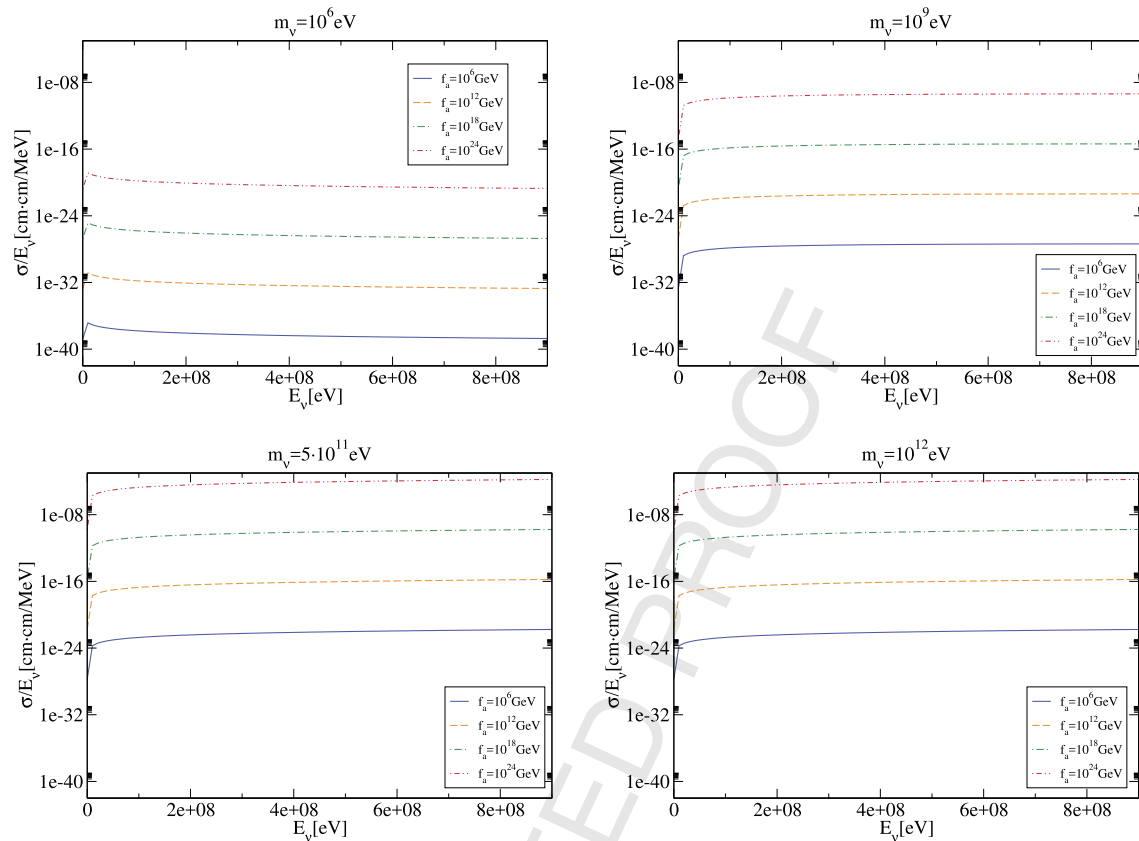 m_ν=10^6eV
1e-08
1e-16
1e-24
1e-32
1e-40
σ/E_ν[cm·cm/MeV]
f_a=10^6GeV
f_a=10^12GeV
f_a=10^18GeV
f_a=10^24GeV
0 2e+08 4e+08 6e+08 8e+08
E_ν[eV]
m_ν=10^9eV
1e-08
1e-16
1e-24
1e-32
1e-40
σ/E_ν[cm·cm/MeV]
f_a=10^6GeV
f_a=10^12GeV
f_a=10^18GeV
f_a=10^24GeV
0 2e+08 4e+08 6e+08 8e+08
E_ν[eV]
m_ν=5·10^11eV
1e-08
1e-16
1e-24
1e-32
1e-40
σ/E_ν[cm·cm/MeV]
f_a=10^6GeV
f_a=10^12GeV
f_a=10^18GeV
f_a=10^24GeV
0 2e+08 4e+08 6e+08 8e+08
E_ν[eV]
m_ν=10^12eV
1e-08
1e-16
1e-24
1e-32
1e-40
σ/E_ν[cm·cm/MeV]
f_a=10^6GeV
f_a=10^12GeV
f_a=10^18GeV
f_a=10^24GeV
0 2e+08 4e+08 6e+08 8e+08
E_ν[eV]
TED PROOF